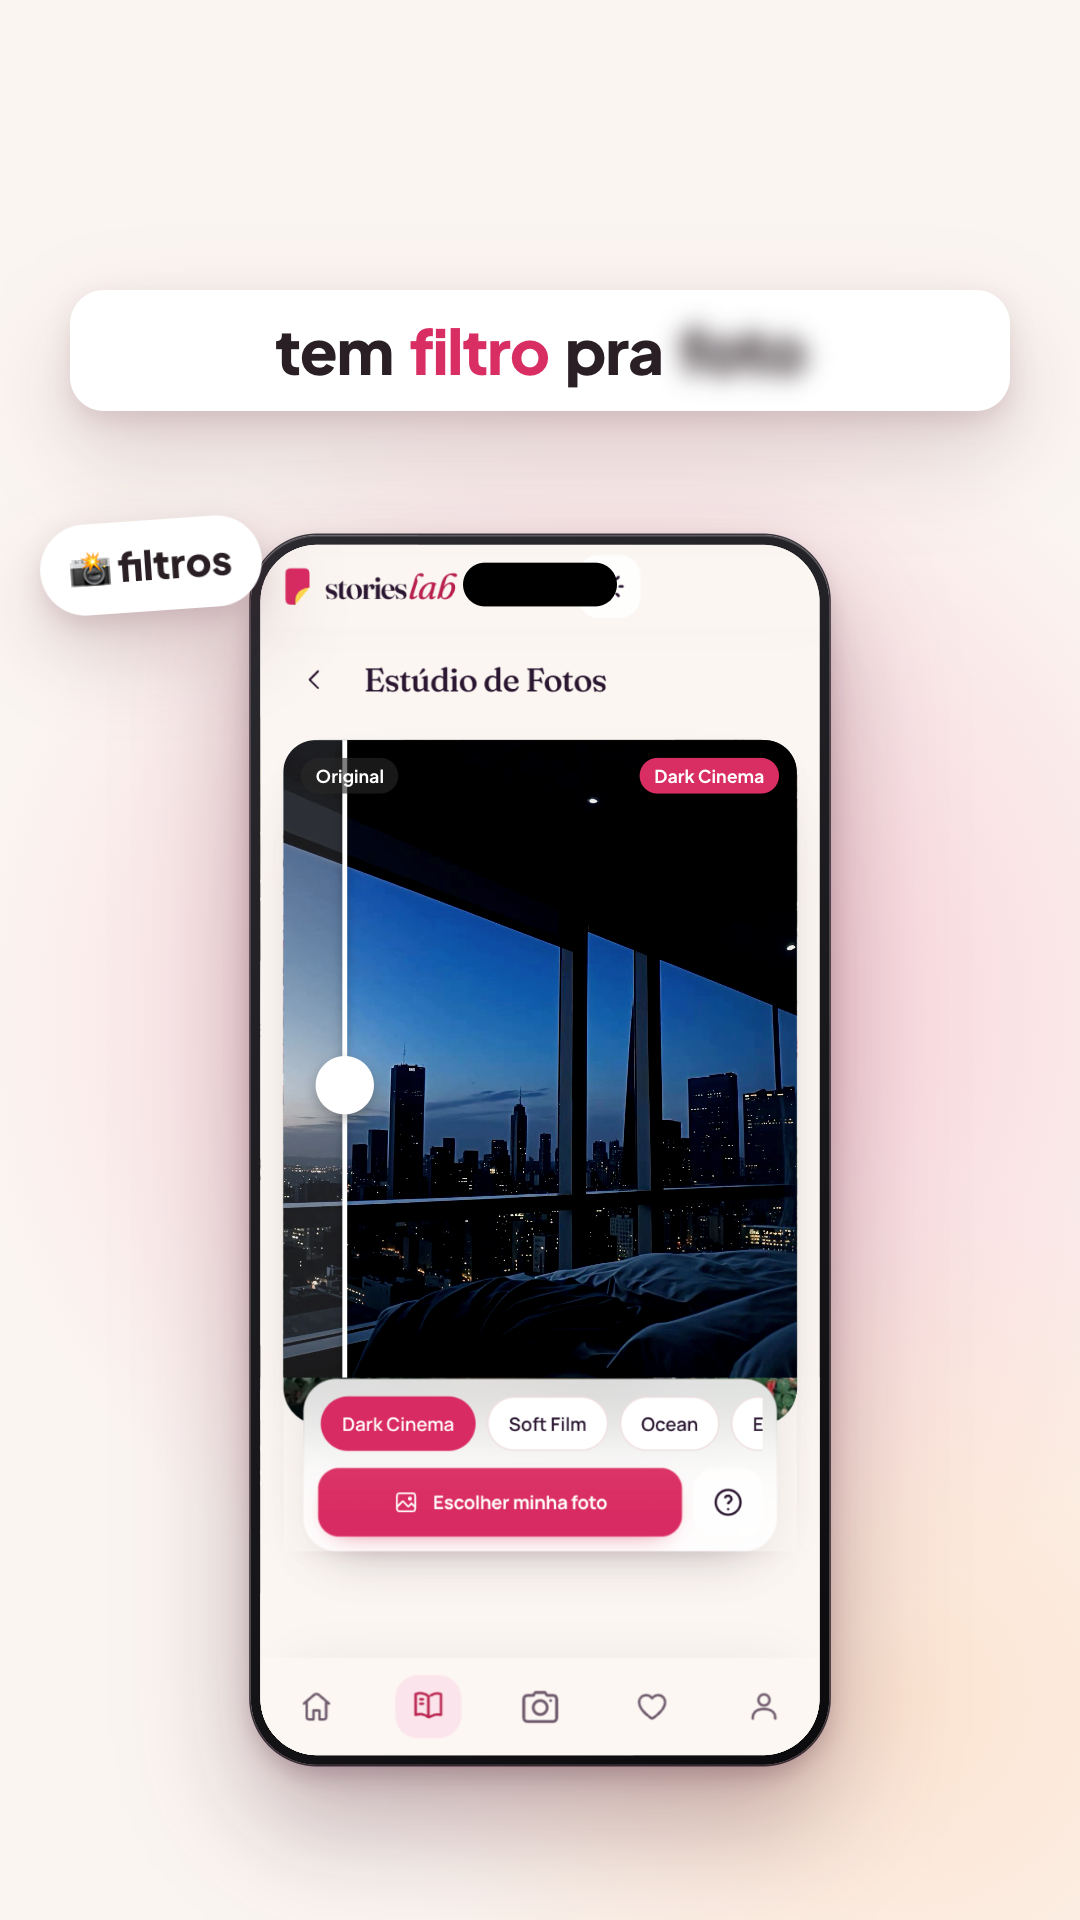 tem filtro pra foto
filtros
storieslab
Estúdio de Fotos
Original
Dark Cinema
Dark Cinema
Soft Film
Ocean
E
Escolher minha foto